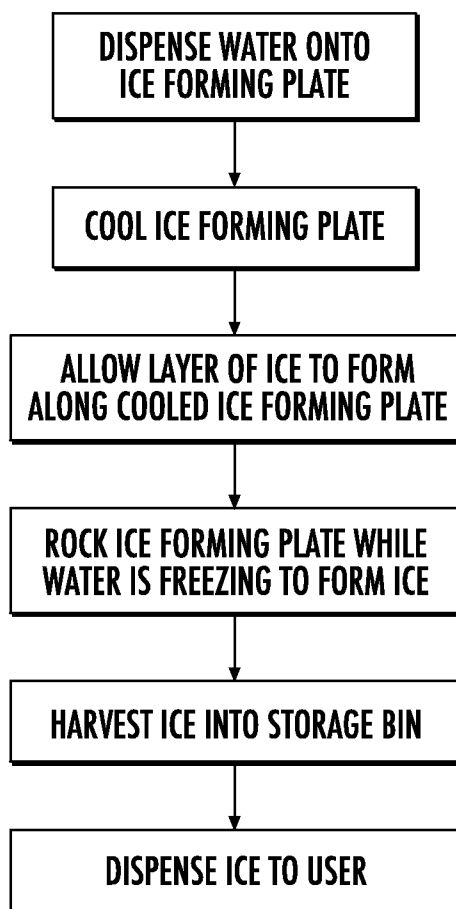 DISPENSE WATER ONTO
ICE FORMING PLATE
COOL ICE FORMING PLATE
ALLOW LAYER OF ICE TO FORM
ALONG COOLED ICE FORMING PLATE
ROCK ICE FORMING PLATE WHILE
WATER IS FREEZING TO FORM ICE
HARVEST ICE INTO STORAGE BIN
DISPENSE ICE TO USER